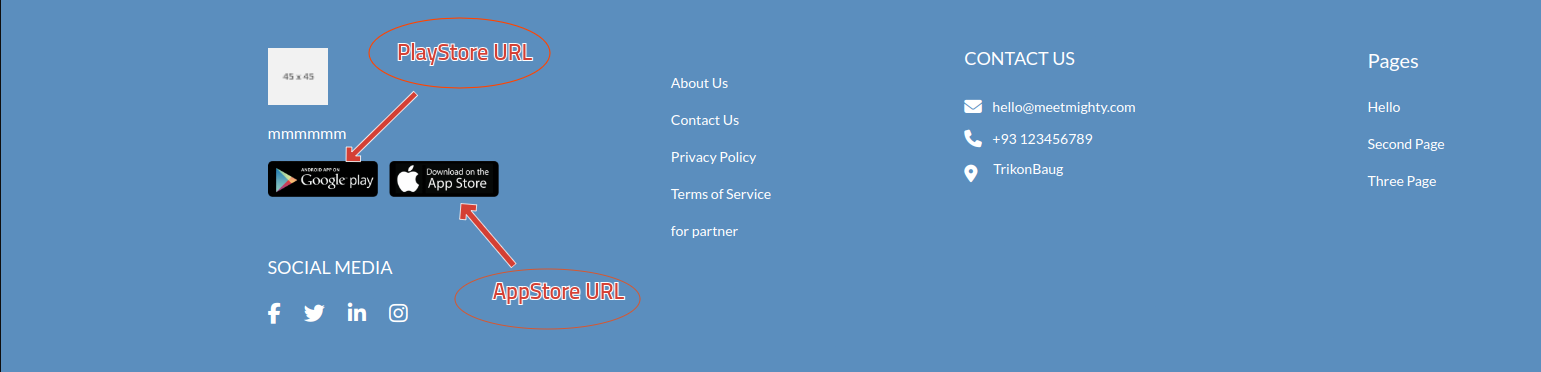 45 x 45
PlayStore URL
mmmmmm
ANDROID APP ON
Google play
Download on the
App Store
AppStore URL
SOCIAL MEDIA
About Us
Contact Us
Privacy Policy
Terms of Service
for partner
CONTACT US
hello@meetmighty.com
+93 123456789
TrikonBaug
Pages
Hello
Second Page
Three Page